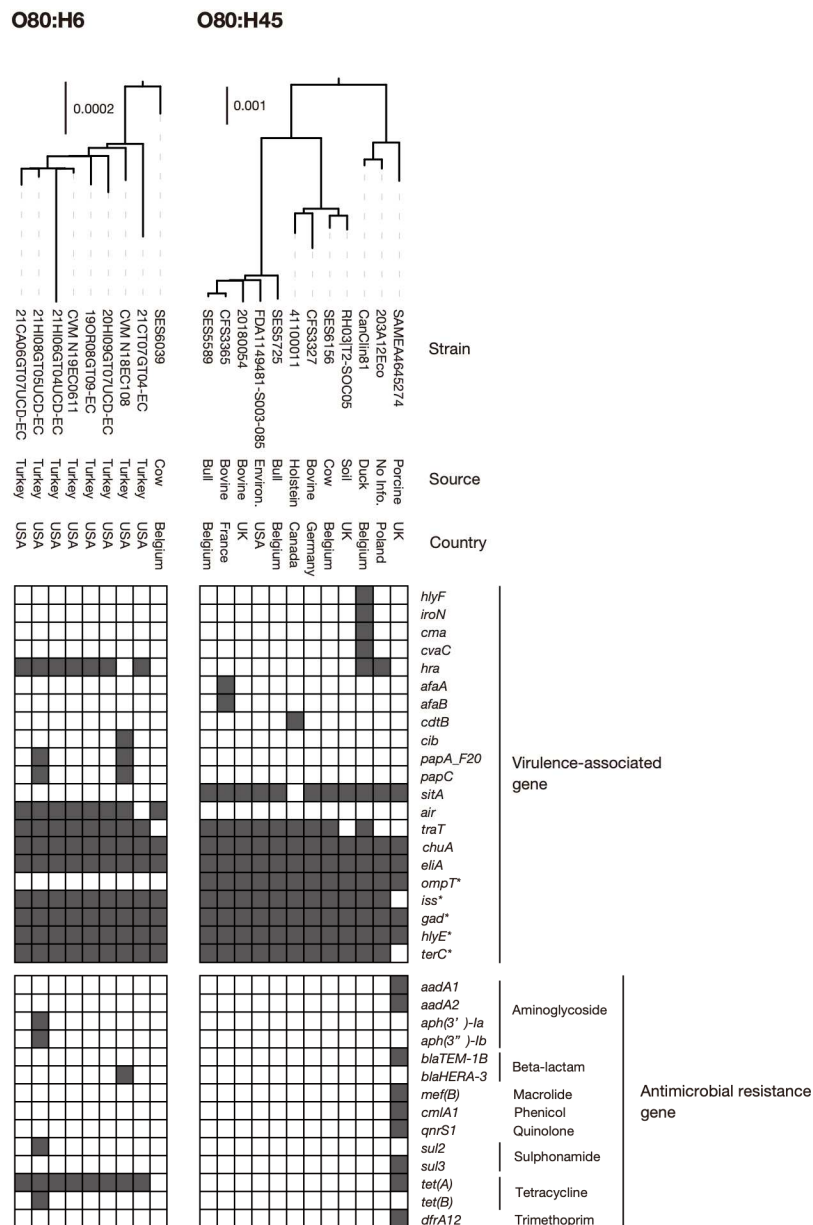 O80:H6
O80:H45
0.0002
0.001
21CA06GT07UCD-EC
21HI08GT05UCD-EC
21HI06GT04UCD-EC
CVM N19EC0611
19OR08GT09-EC
20HI09GT07UCD-EC
CVM N18EC108
21CT07GT04-EC
SES6039
SES5589
CFS3365
20180054
FDA1149481-S003-085
SES5725
41100011
CFS3327
SES6156
RH03|T2-SOC05
CanClin81
203A12Eco
SAMEA4645274
Strain
Turkey
Turkey
Turkey
Turkey
Turkey
Turkey
Turkey
Turkey
Cow
Bull
Bovine
Bovine
Environ.
Bull
Holstein
Bovine
Cow
Soil
Duck
No Info.
Porcine
Source
USA
USA
USA
USA
USA
USA
USA
USA
Belgium
Belgium
France
UK
USA
Belgium
Canada
Germany
Belgium
UK
Belgium
Poland
UK
Country
hlyF
iroN
cma
cvaC
hra
afaA
afaB
cdtB
cib
papA_F20
papC
sitA
air
traT
chuA
eliA
ompT*
iss*
gad*
hlyE*
terC*
Virulence-associated
gene
aadA1
aadA2
aph(3' )-Ia
aph(3" )-Ib
blaTEM-1B
blaHERA-3
mef(B)
cmlA1
qnrS1
sul2
sul3
tet(A)
tet(B)
dfrA12
Aminoglycoside
Beta-lactam
Macrolide
Phenicol
Quinolone
Sulphonamide
Tetracycline
Trimethoprim
Antimicrobial resistance
gene